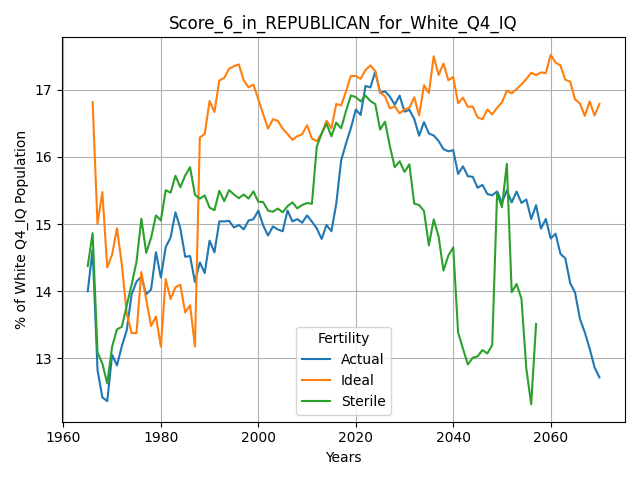 Score_6_in_REPUBLICAN_for_White_Q4_IQ
% of White Q4_IQ Population
17
16
15
14
13
Fertility
Actual
Ideal
Sterile
1960
1980
2000
2020
2040
2060
Years